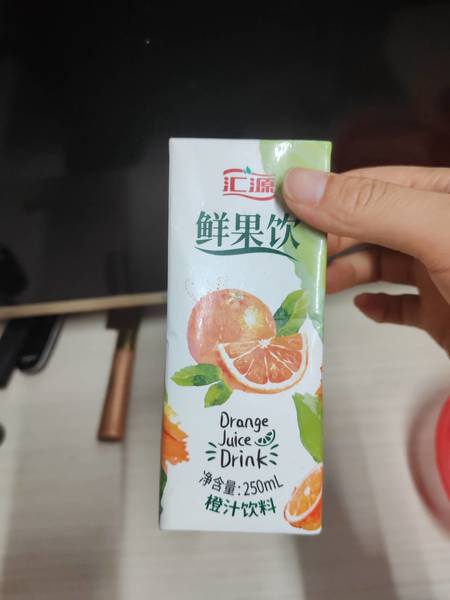 汇源
鲜果饮
Orange
Juice
Drink
净含量:250mL
橙汁饮料